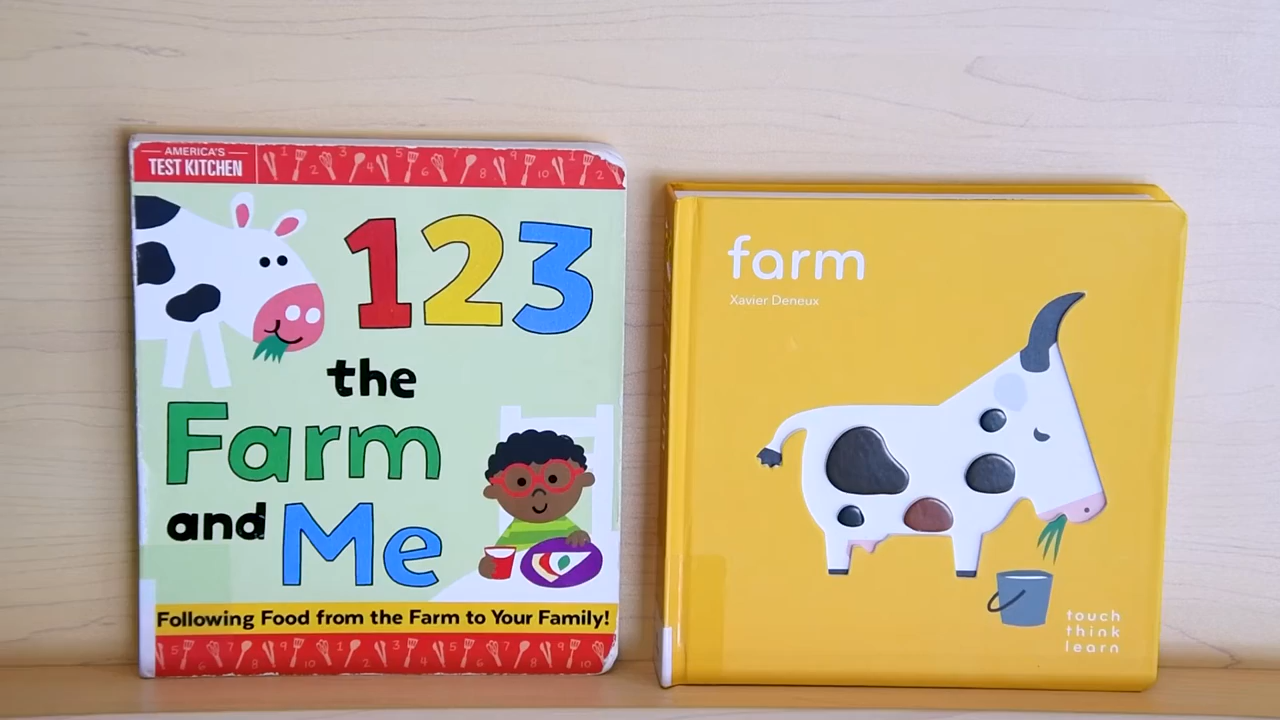 AMERICA'S
TEST KITCHEN
123
the
Farm
and Me
Following Food from the Farm to Your Family!
farm
Xavier Deneux
touch
think
learn